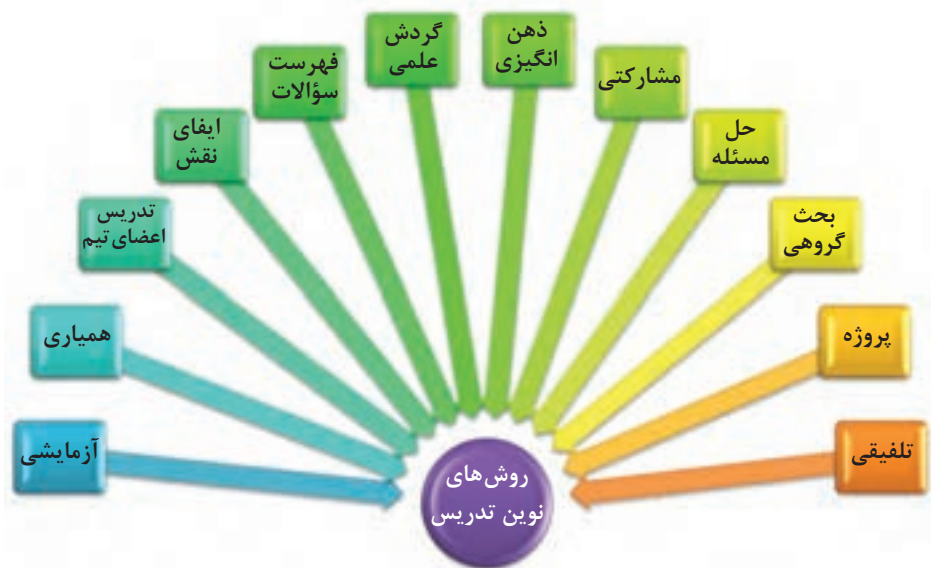 ذهن
انگیزی
گردش
علمی
مشارکتی
فهرست
سؤالات
حل
مسئله
ایفای
نقش
بحث
گروهی
تدریس
اعضای تیم
پروژه
همیاری
تلفیقی
آزمایشی
روش‌های
نوین تدریس